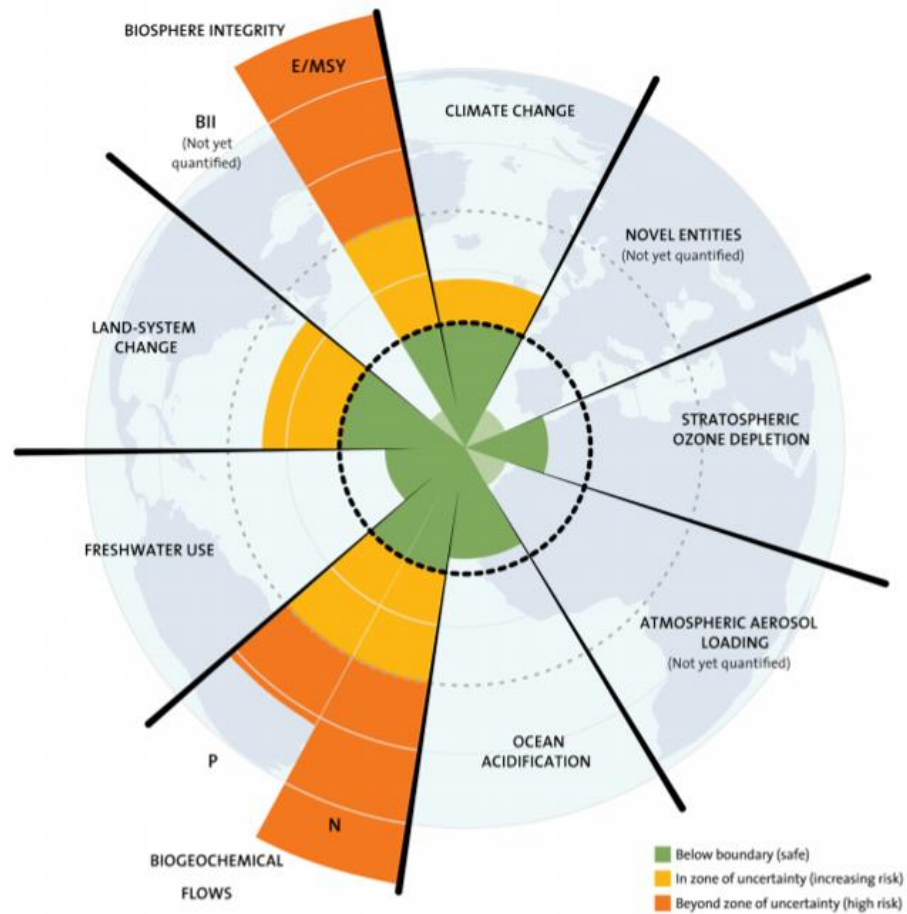 BIOSPHERE INTEGRITY
E/MSY
CLIMATE CHANGE
BII
(Not yet
quantified)
NOVEL ENTITIES
(Not yet quantified)
LAND-SYSTEM
CHANGE
STRATOSPHERIC
OZONE DEPLETION
FRESHWATER USE
ATMOSPHERIC AEROSOL
LOADING
(Not yet quantified)
OCEAN
ACIDIFICATION
P
N
BIOGEOCHEMICAL
FLOWS
Below boundary (safe)
In zone of uncertainty (increasing risk)
Beyond zone of uncertainty (high risk)